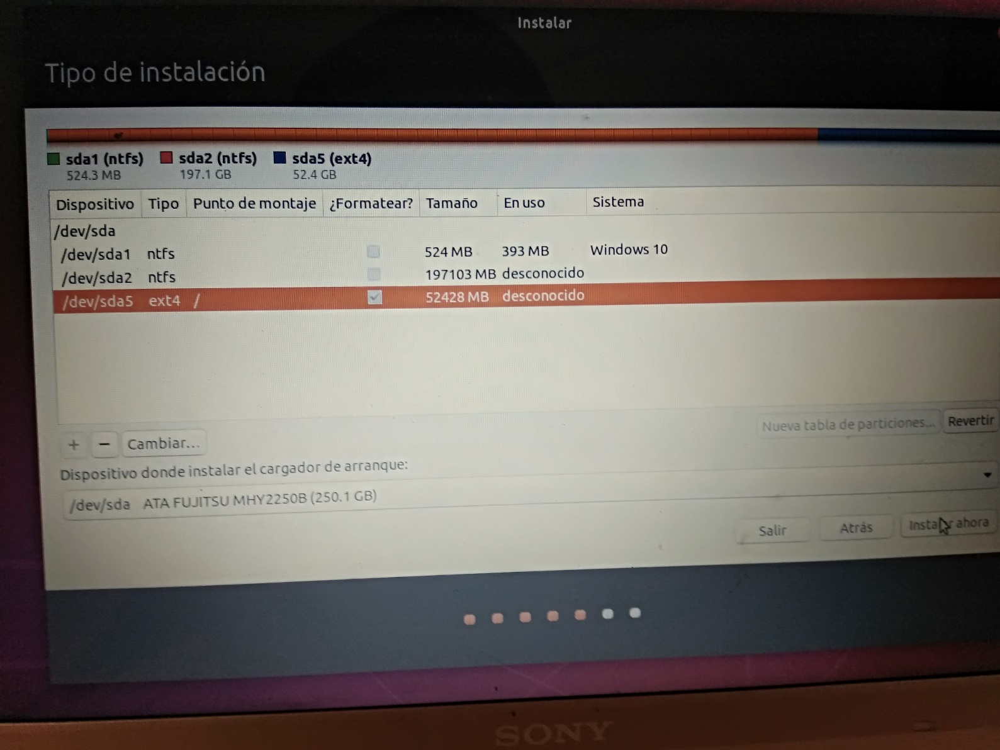 Instalar
Tipo de instalación
sda1 (ntfs) sda2 (ntfs) sda5 (ext4)
524.3 MB 197.1 GB 52.4 GB
Dispositivo Tipo Punto de montaje ¿Formatear? Tamaño En uso Sistema
/dev/sda
/dev/sda1 ntfs 524 MB 393 MB Windows 10
/dev/sda2 ntfs 197103 MB desconocido
/dev/sda5 ext4 / 52428 MB desconocido
+ − Cambiar... Nueva tabla de particiones... Revertir
Dispositivo donde instalar el cargador de arranque:
/dev/sda ATA FUJITSU MHY2250B (250.1 GB)
Salir Atrás Instalar ahora
SONY